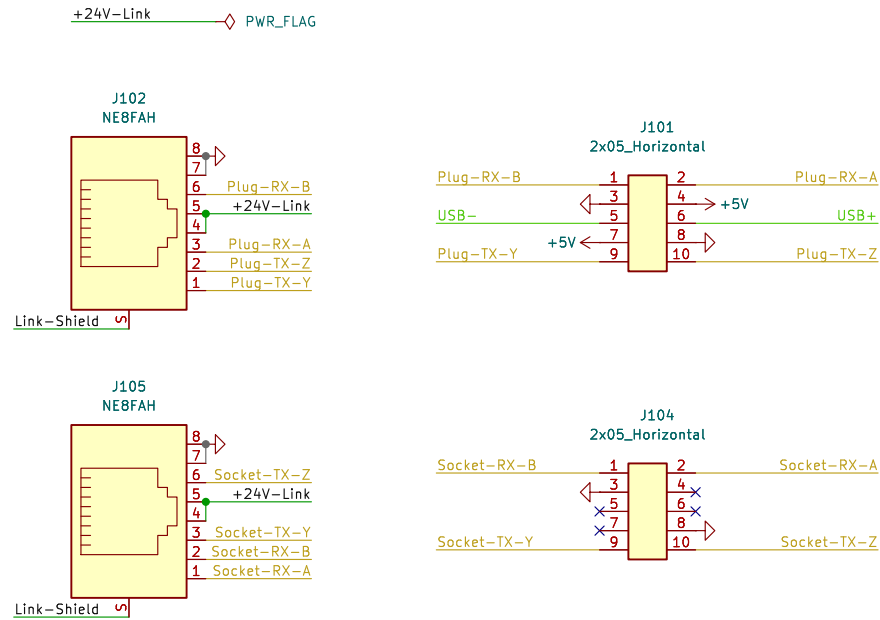 +24V-Link
PWR_FLAG
J102
NE8FAH
8
7
6 Plug-RX-B
5 +24V-Link
4
3 Plug-RX-A
2 Plug-TX-Z
1 Plug-TX-Y
Link-Shield S
J101
2x05_Horizontal
Plug-RX-B 1 2 Plug-RX-A
3 4 +5V
USB- 5 6 USB+
+5V 7 8
Plug-TX-Y 9 10 Plug-TX-Z
J105
NE8FAH
8
7
6 Socket-TX-Z
5 +24V-Link
4
3 Socket-TX-Y
2 Socket-RX-B
1 Socket-RX-A
Link-Shield S
J104
2x05_Horizontal
Socket-RX-B 1 2 Socket-RX-A
3 4
5 6
7 8
Socket-TX-Y 9 10 Socket-TX-Z